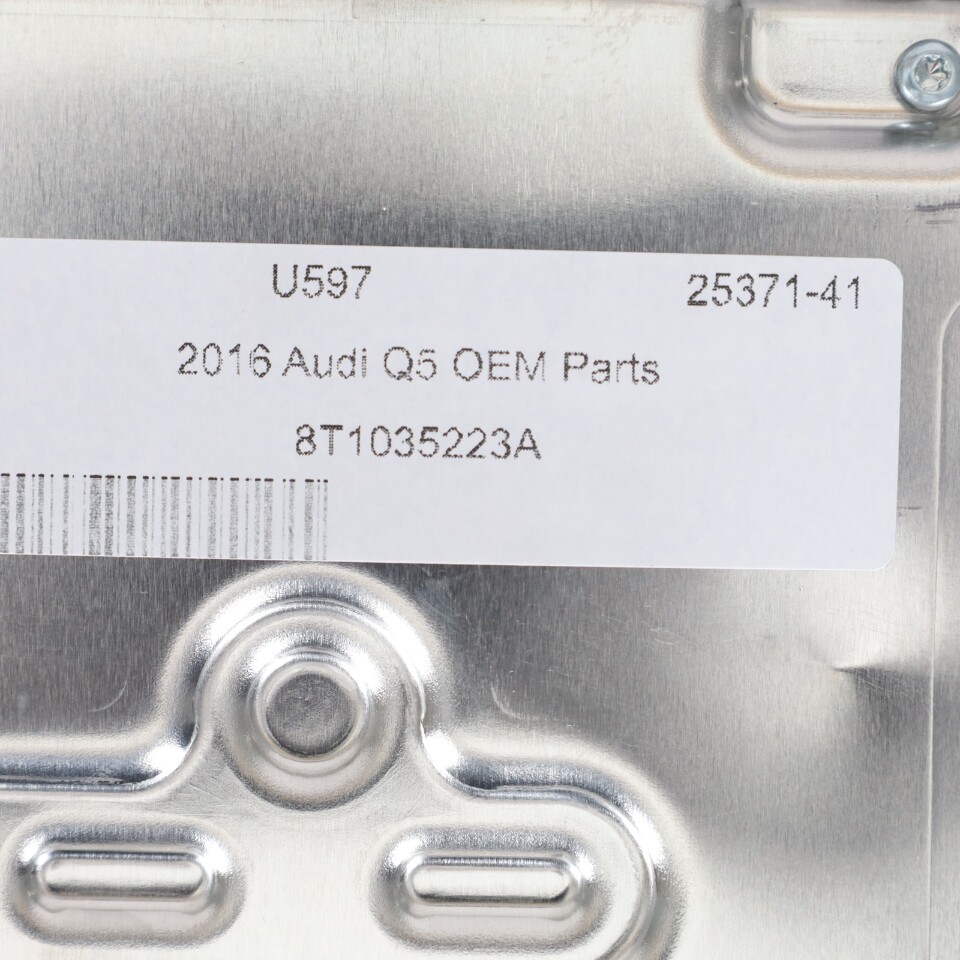 U597 25371-41
2016 Audi Q5 OEM Parts
8T1035223A